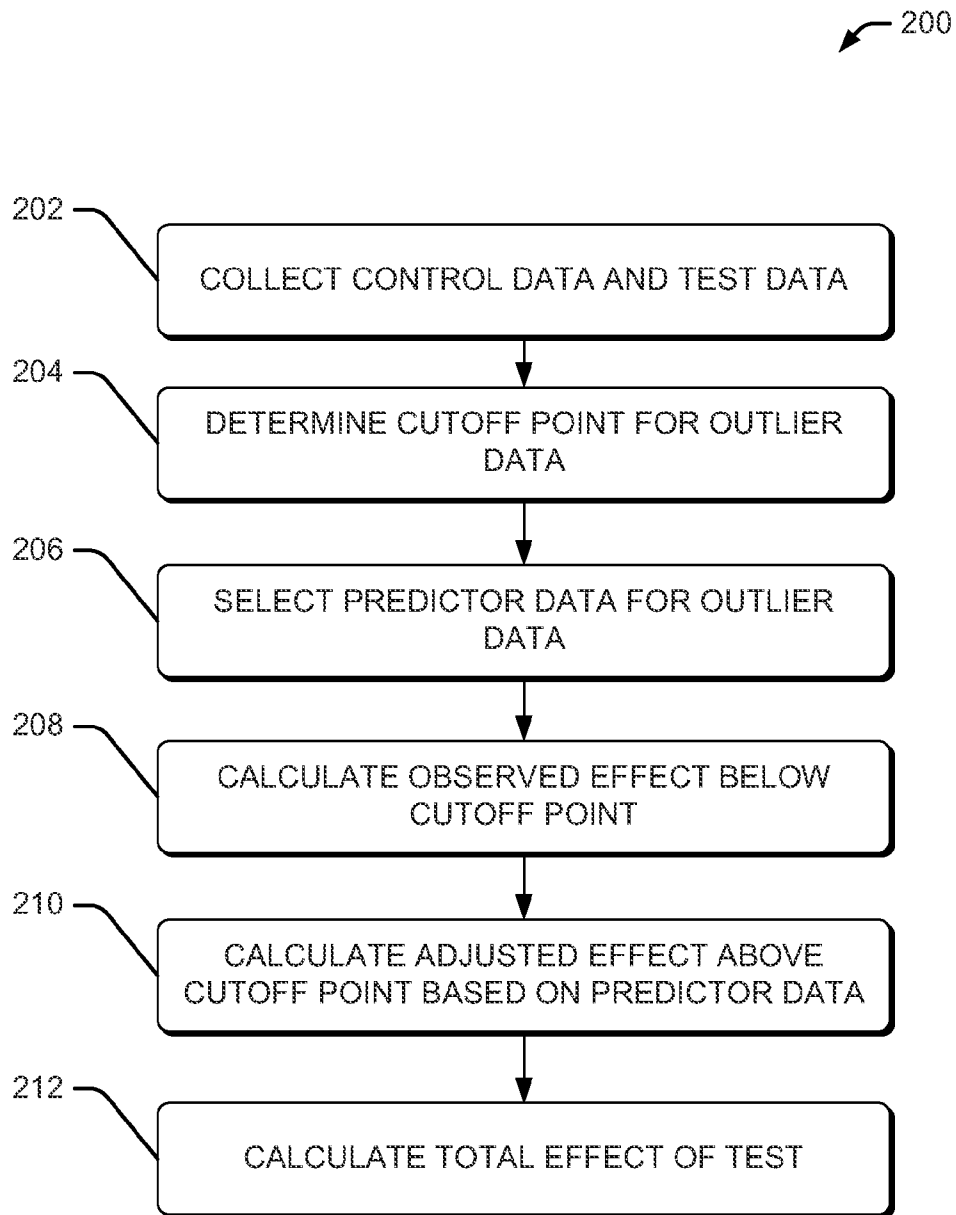 200
202
COLLECT CONTROL DATA AND TEST DATA
204
DETERMINE CUTOFF POINT FOR OUTLIER
DATA
206
SELECT PREDICTOR DATA FOR OUTLIER
DATA
208
CALCULATE OBSERVED EFFECT BELOW
CUTOFF POINT
210
CALCULATE ADJUSTED EFFECT ABOVE
CUTOFF POINT BASED ON PREDICTOR DATA
212
CALCULATE TOTAL EFFECT OF TEST